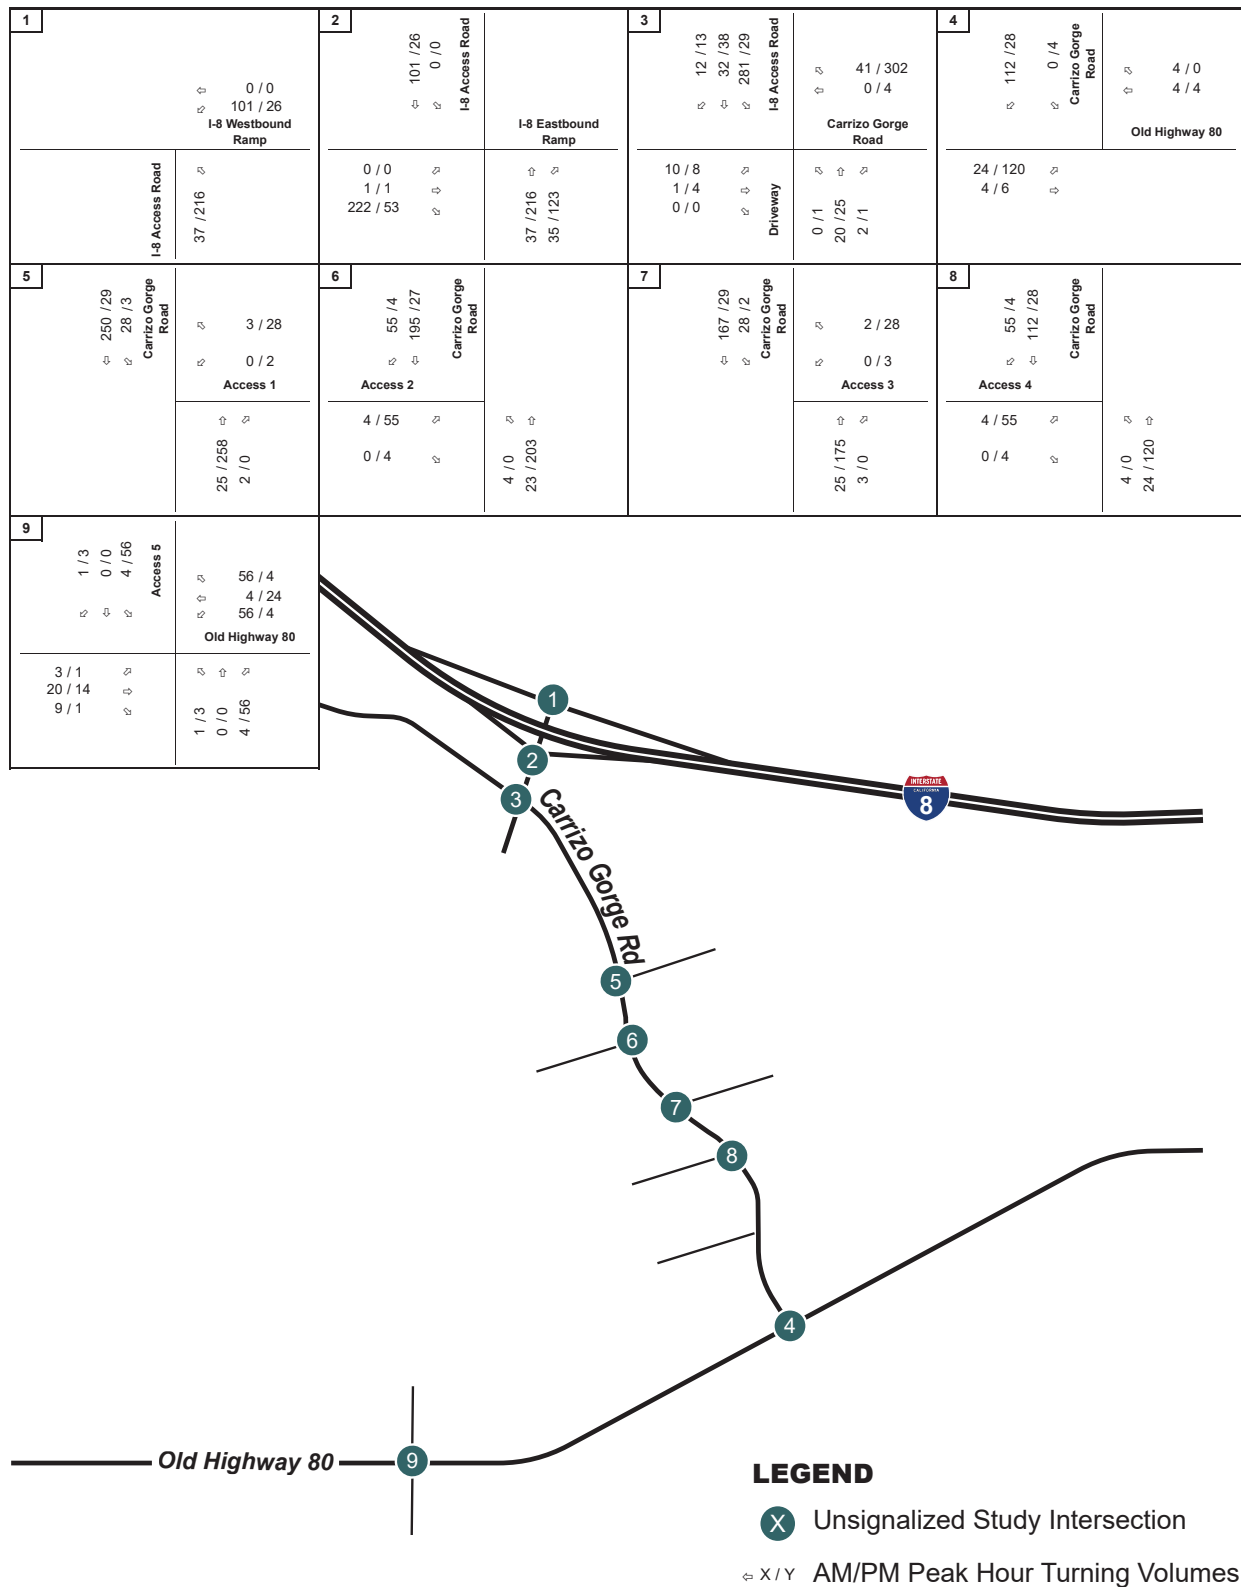 1
0 / 0
101 / 26
I-8 Westbound
Ramp
I-8 Access Road
37 / 216
2
101 / 26
0 / 0
I-8 Access Road
I-8 Eastbound
Ramp
0 / 0
1 / 1
222 / 53
37 / 216
35 / 123
3
12 / 13
32 / 38
281 / 29
I-8 Access Road
41 / 302
0 / 4
Carrizo Gorge
Road
10 / 8
1 / 4
0 / 0
Driveway
0 / 1
20 / 25
2 / 1
4
112 / 28
0 / 4
Carrizo Gorge
Road
4 / 0
4 / 4
Old Highway 80
24 / 120
4 / 6
5
250 / 29
28 / 3
Carrizo Gorge
Road
3 / 28
0 / 2
Access 1
25 / 258
2 / 0
6
55 / 4
195 / 27
Carrizo Gorge
Road
Access 2
4 / 55
0 / 4
4 / 0
23 / 203
7
167 / 29
28 / 2
Carrizo Gorge
Road
2 / 28
0 / 3
Access 3
25 / 175
3 / 0
8
55 / 4
112 / 28
Carrizo Gorge
Road
Access 4
4 / 55
0 / 4
4 / 0
24 / 120
9
1 / 3
0 / 0
4 / 56
Access 5
56 / 4
4 / 24
56 / 4
Old Highway 80
3 / 1
20 / 14
9 / 1
1 / 3
0 / 0
4 / 56
1
2
3
Carrizo Gorge Rd
INTERSTATE
CALIFORNIA
8
5
6
7
8
4
Old Highway 80
9
LEGEND
X Unsignalized Study Intersection
X / Y AM/PM Peak Hour Turning Volumes